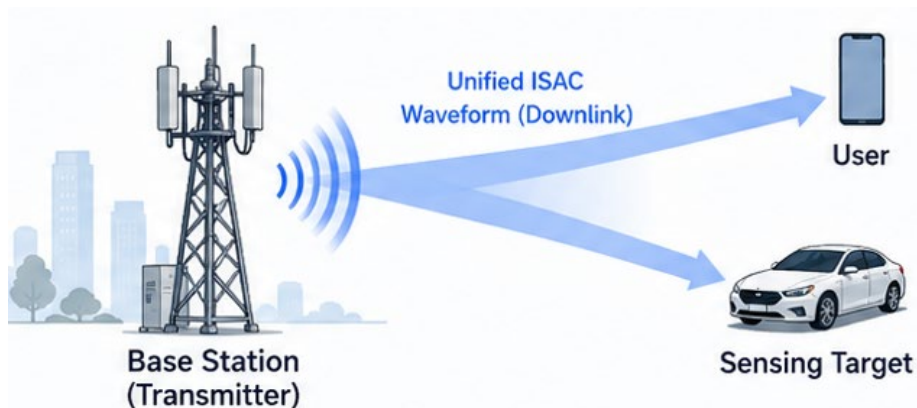 Unified ISAC
Waveform (Downlink)
User
Base Station
(Transmitter)
Sensing Target